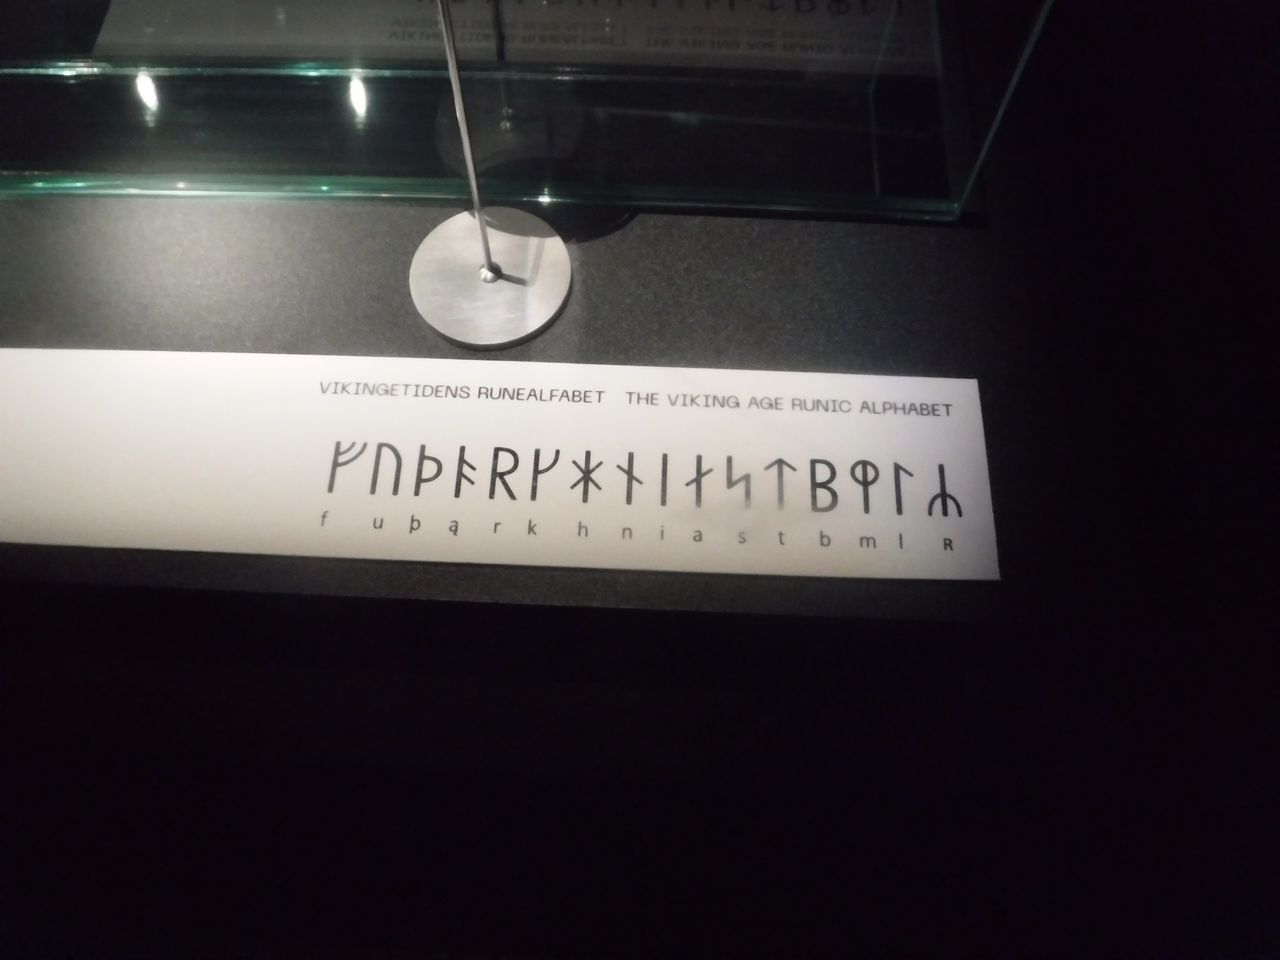 VIKINGETIDENS RUNEALFABET THE VIKING AGE RUNIC ALPHABET
ᚠᚢᚦᚬᚱᚴᚼᚾᛁᛅᛋᛏᛒᛘᛚᛦ
f u þ ą r k h n i a s t b m l ʀ